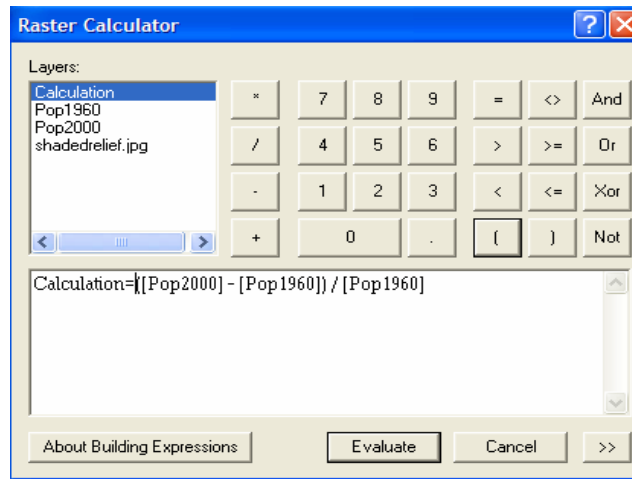 Raster Calculator
Layers:
Calculation
Pop1960
Pop2000
shadedrelief.jpg
* 7 8 9 = <> And
/ 4 5 6 > >= Or
- 1 2 3 < <= Xor
+ 0 . ( ) Not
Calculation=([Pop2000] - [Pop1960]) / [Pop1960]
About Building Expressions Evaluate Cancel >>